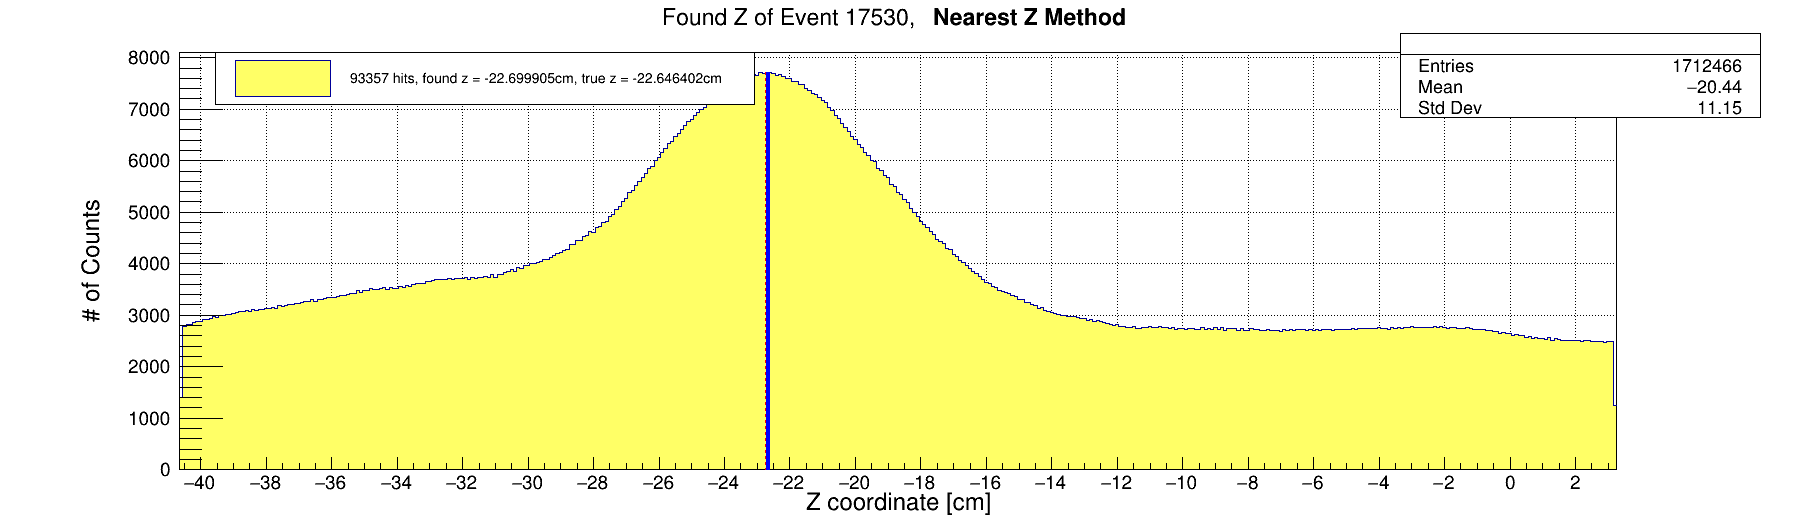 Found Z of Event 17530, Nearest Z Method
93357 hits, found z = -22.699905cm, true z = -22.646402cm
Entries 1712466
Mean −20.44
Std Dev 11.15
# of Counts
8000
7000
6000
5000
4000
3000
2000
1000
0
−40 −38 −36 −34 −32 −30 −28 −26 −24 −22 −20 −18 −16 −14 −12 −10 −8 −6 −4 −2 0 2
Z coordinate [cm]